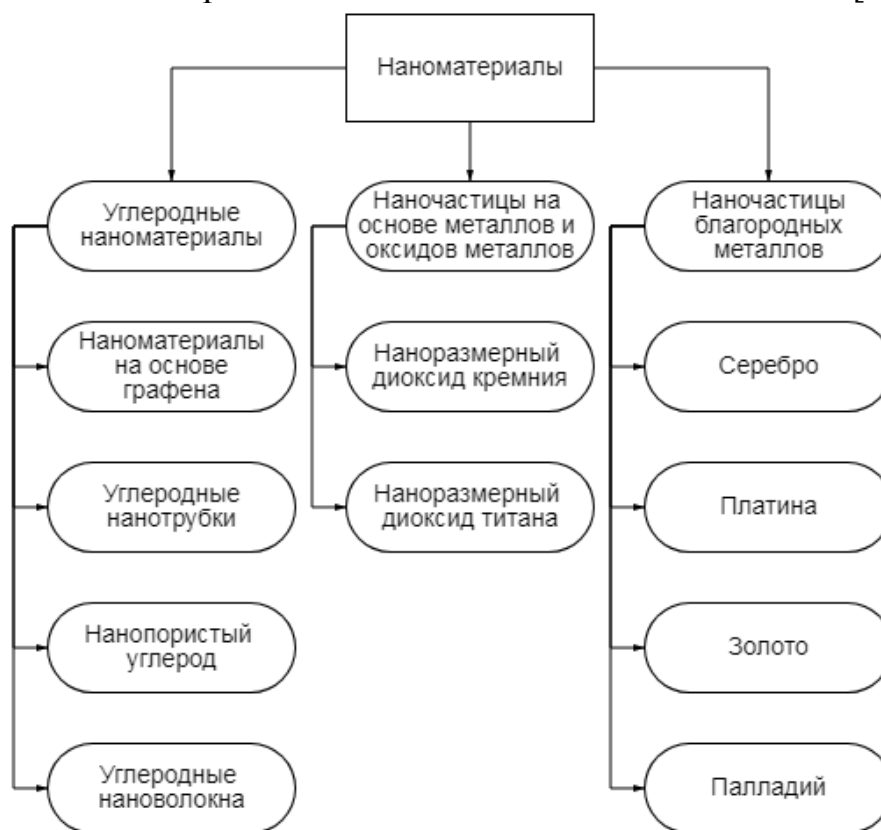 Наноматериалы
Углеродные
наноматериалы
Наночастицы на
основе металлов и
оксидов металлов
Наночастицы
благородных
металлов
Наноматериалы
на основе
графена
Наноразмерный
диоксид кремния
Серебро
Углеродные
нанотрубки
Наноразмерный
диоксид титана
Платина
Нанопористый
углерод
Золото
Углеродные
нановолокна
Палладий